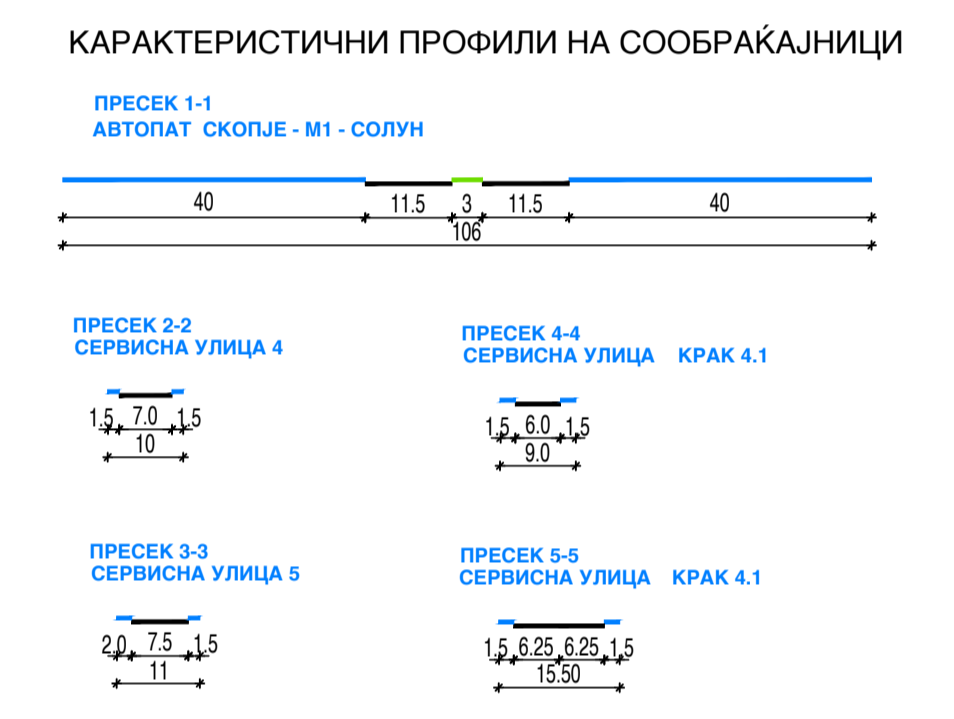 КАРАКТЕРИСТИЧНИ ПРОФИЛИ НА СООБРАЌАЈНИЦИ
ПРЕСЕК 1-1
АВТОПАТ СКОПЈЕ - М1 - СОЛУН
40 11.5 3 11.5 40
106
ПРЕСЕК 2-2
СЕРВИСНА УЛИЦА 4
1.5 7.0 1.5
10
ПРЕСЕК 4-4
СЕРВИСНА УЛИЦА КРАК 4.1
1.5 6.0 1.5
9.0
ПРЕСЕК 3-3
СЕРВИСНА УЛИЦА 5
2.0 7.5 1.5
11
ПРЕСЕК 5-5
СЕРВИСНА УЛИЦА КРАК 4.1
1.5 6.25 6.25 1.5
15.50